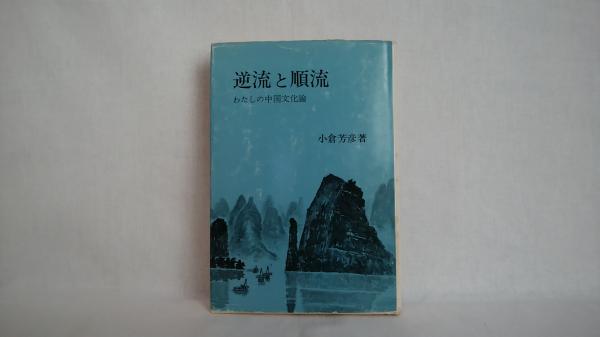 逆流と順流
わたしの中国文化論
小倉芳彦著